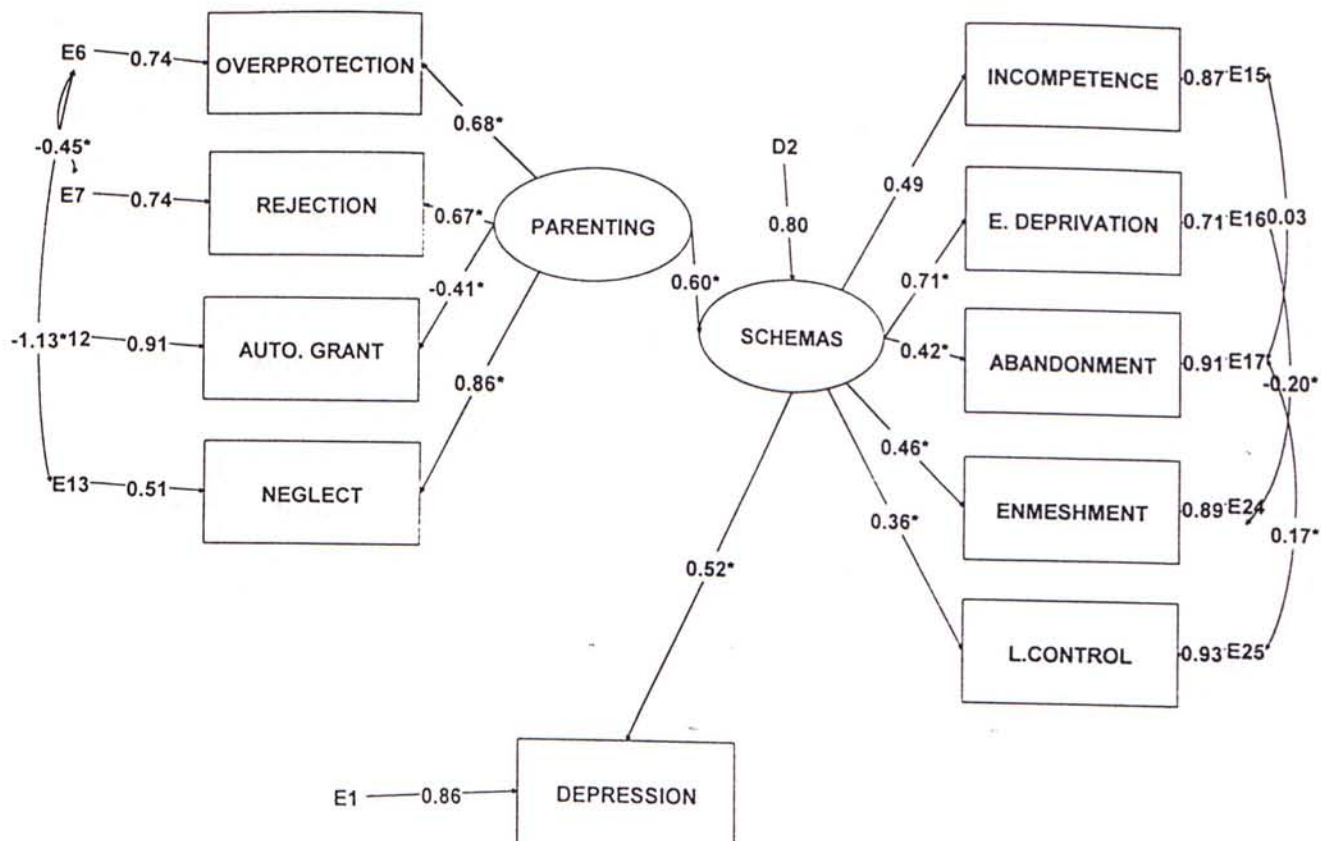 E6
0.74
OVERPROTECTION
0.68*
-0.45*
E7
0.74
REJECTION
0.67*
PARENTING
-0.41*
-1.13*12
0.91
AUTO. GRANT
0.86*
E13
0.51
NEGLECT
D2
0.80
0.60*
SCHEMAS
0.49
INCOMPETENCE
0.87
E15
0.71*
E. DEPRIVATION
0.71
E16
0.03
0.42*
ABANDONMENT
0.91
E17
-0.20*
0.46*
ENMESHMENT
0.89
E24
0.17*
0.36*
L.CONTROL
0.93
E25
0.52*
E1
0.86
DEPRESSION